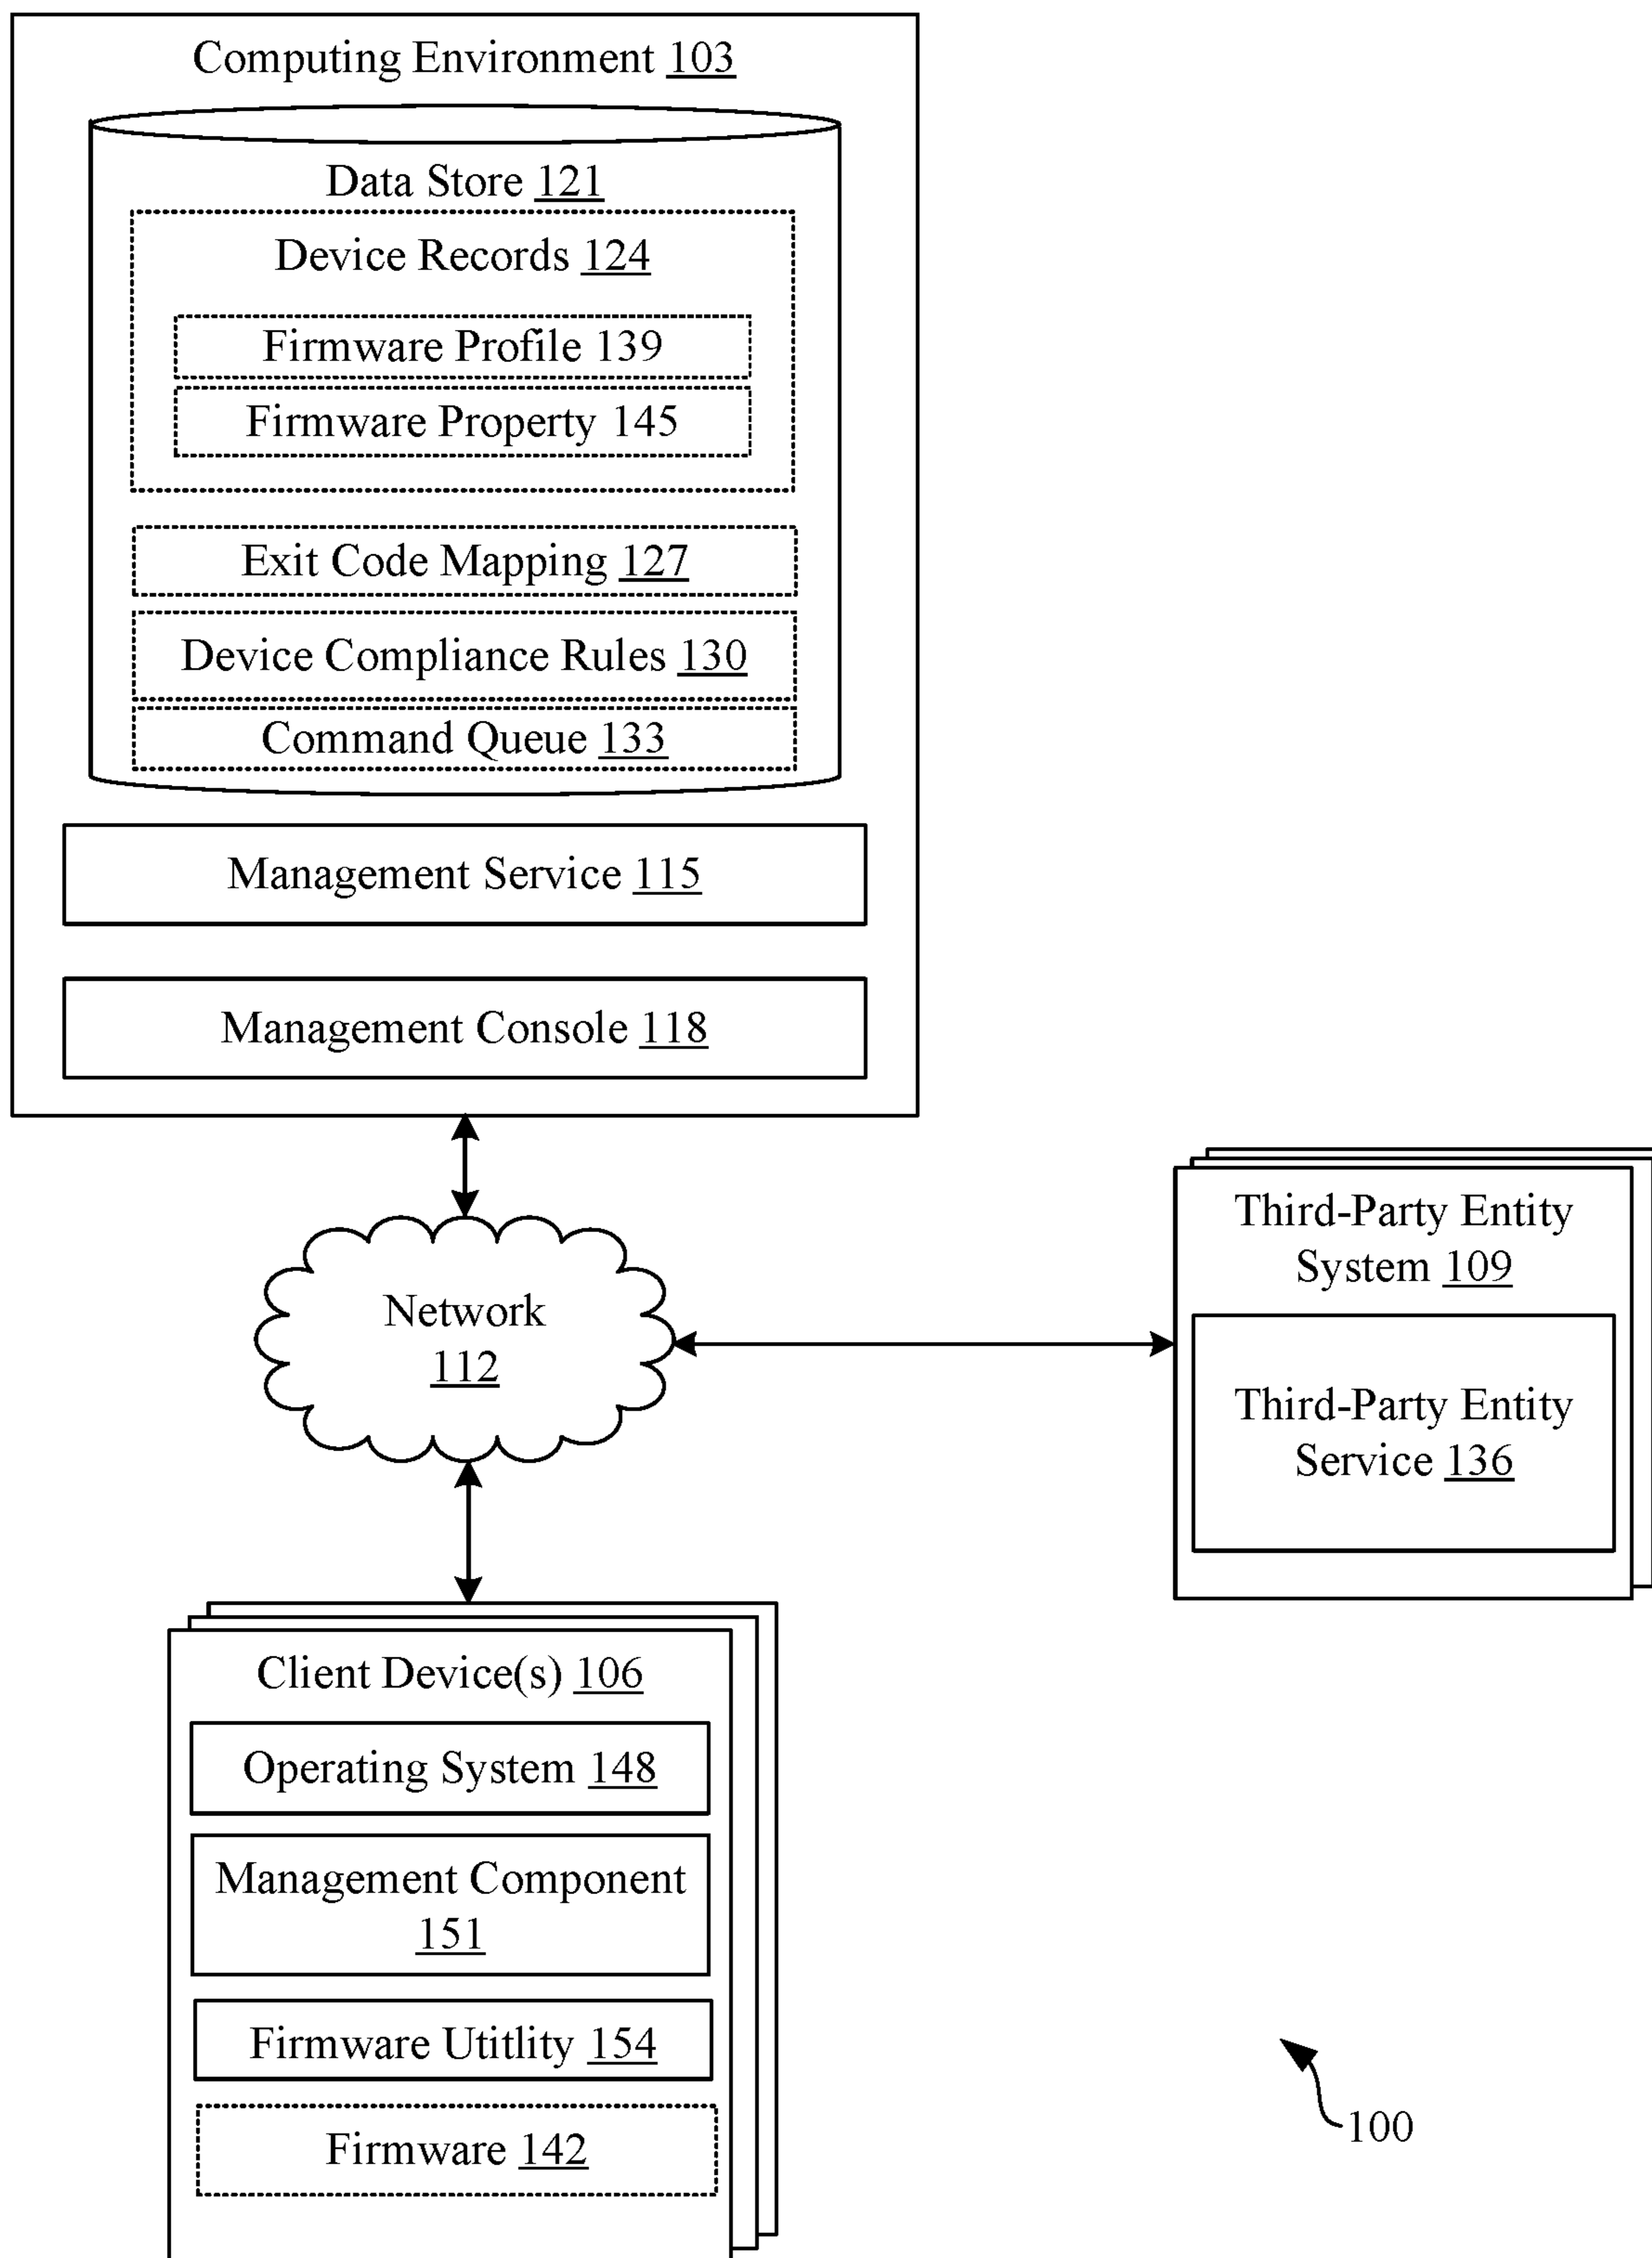 Computing Environment 103
Data Store 121
Device Records 124
Firmware Profile 139
Firmware Property 145
Exit Code Mapping 127
Device Compliance Rules 130
Command Queue 133
Management Service 115
Management Console 118
Network
112
Third-Party Entity
System 109
Third-Party Entity
Service 136
Client Device(s) 106
Operating System 148
Management Component
151
Firmware Utitlity 154
Firmware 142
100